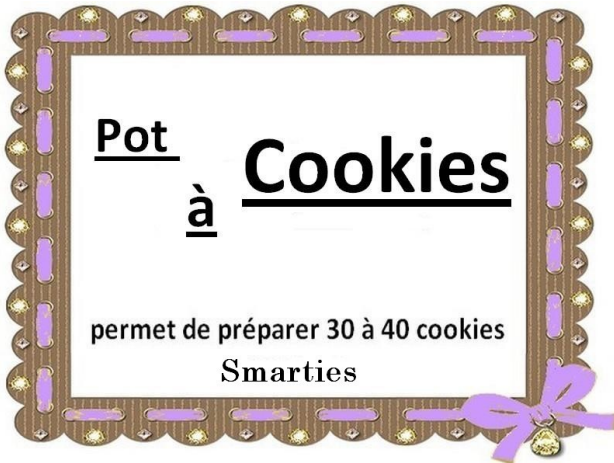 Pot
à
Cookies
permet de préparer 30 à 40 cookies
Smarties